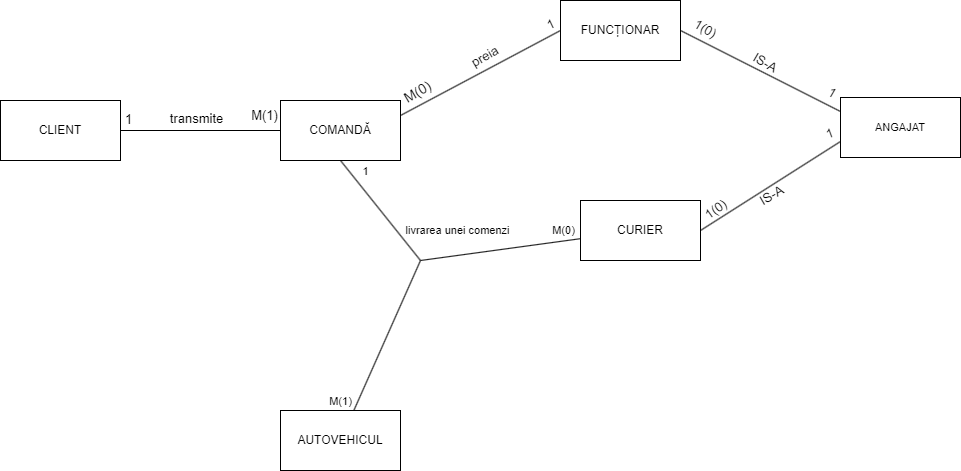 1
FUNCȚIONAR
1(0)
preia
IS-A
M(0)
1
CLIENT
1
transmite
M(1)
COMANDĂ
ANGAJAT
1
1
IS-A
1(0)
livrarea unei comenzi
M(0)
CURIER
M(1)
AUTOVEHICUL